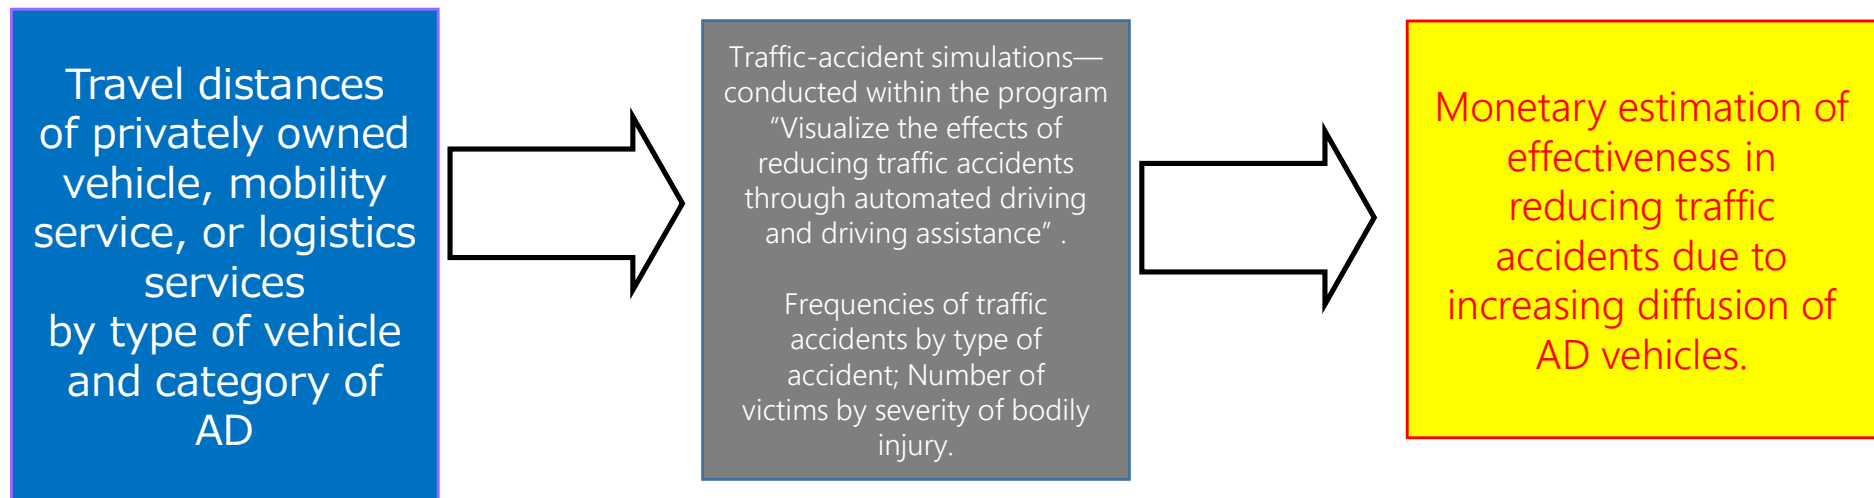 Travel distances
of privately owned
vehicle, mobility
service, or logistics
services
by type of vehicle
and category of
AD
Traffic-accident simulations—
conducted within the program
“Visualize the effects of
reducing traffic accidents
through automated driving
and driving assistance” .
Frequencies of traffic
accidents by type of
accident; Number of
victims by severity of bodily
injury.
Monetary estimation of
effectiveness in
reducing traffic
accidents due to
increasing diffusion of
AD vehicles.